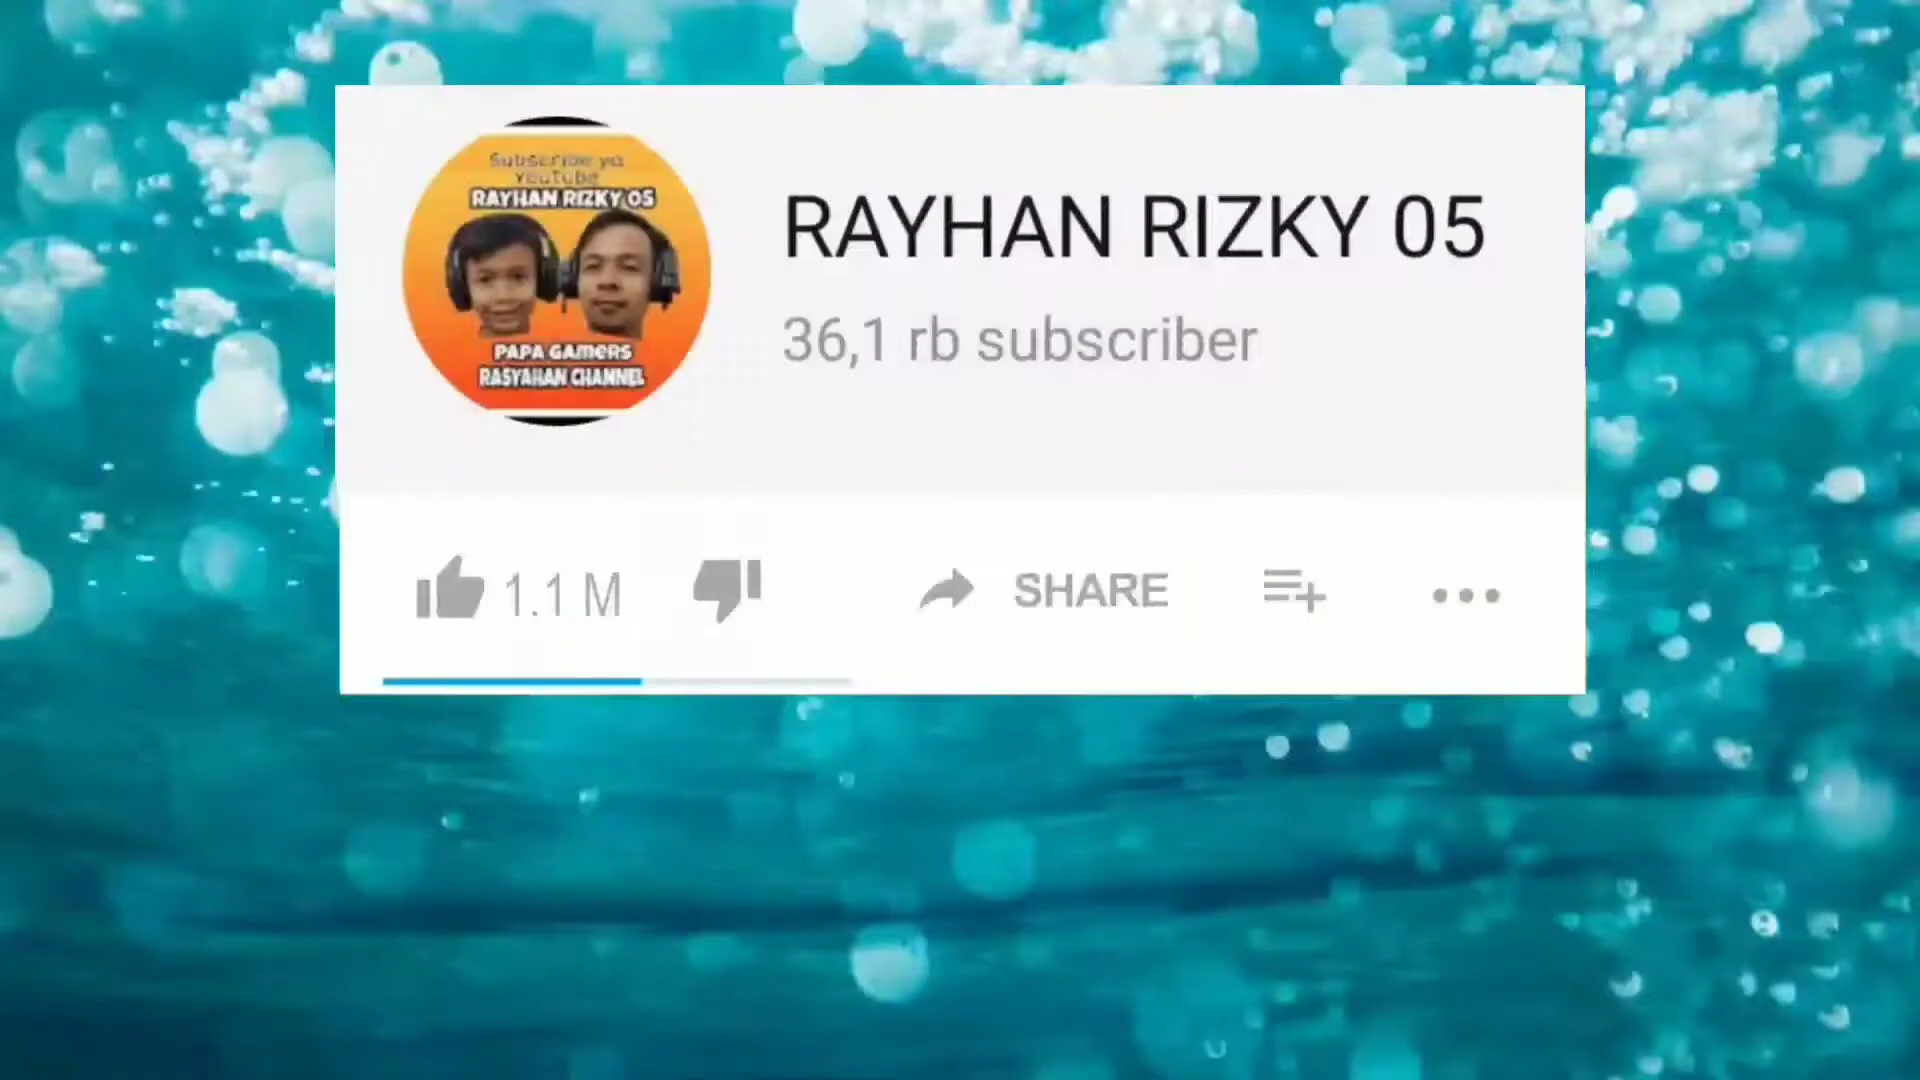 Subscribe ya
YouTube
RAYHAN RIZKY 05
PAPA GAMERS
RASYAHAN CHANNEL
RAYHAN RIZKY 05
36,1 rb subscriber
1.1 M
SHARE